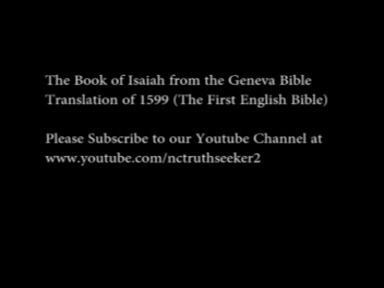 The Book of Isaiah from the Geneva Bible
Translation of 1599 (The First English Bible)
Please Subscribe to our Youtube Channel at
www.youtube.com/nctruthseeker2